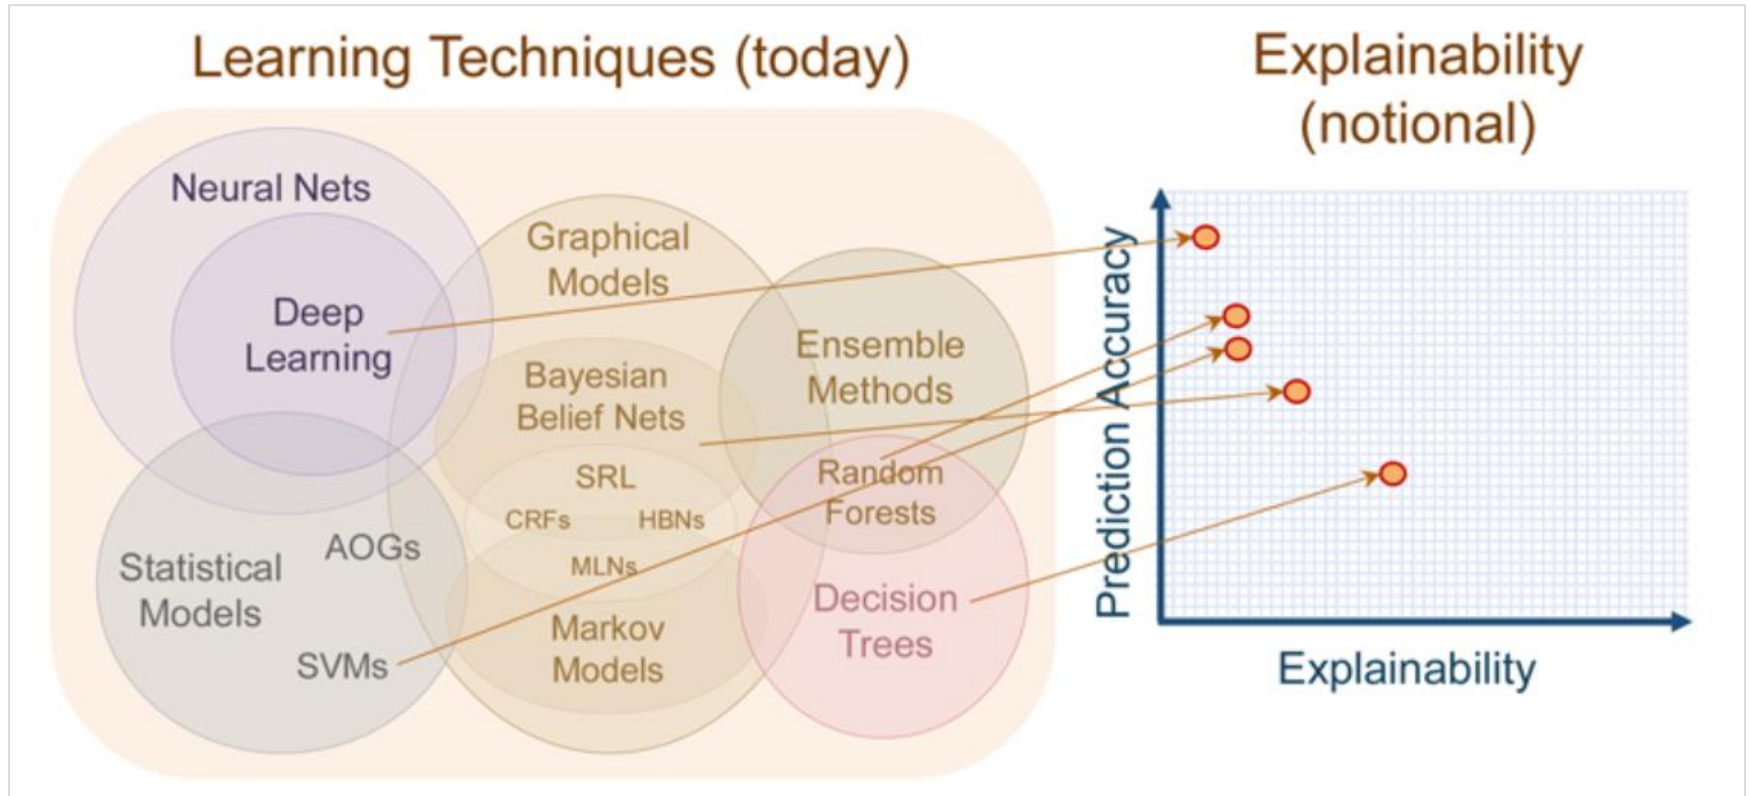 Learning Techniques (today)
Neural Nets
Deep
Learning
Graphical
Models
Bayesian
Belief Nets
SRL
CRFs
HBNs
MLNs
Markov
Models
Ensemble
Methods
Random
Forests
Decision
Trees
Statistical
Models
AOGs
SVMs
Explainability
(notional)
Prediction Accuracy
Explainability